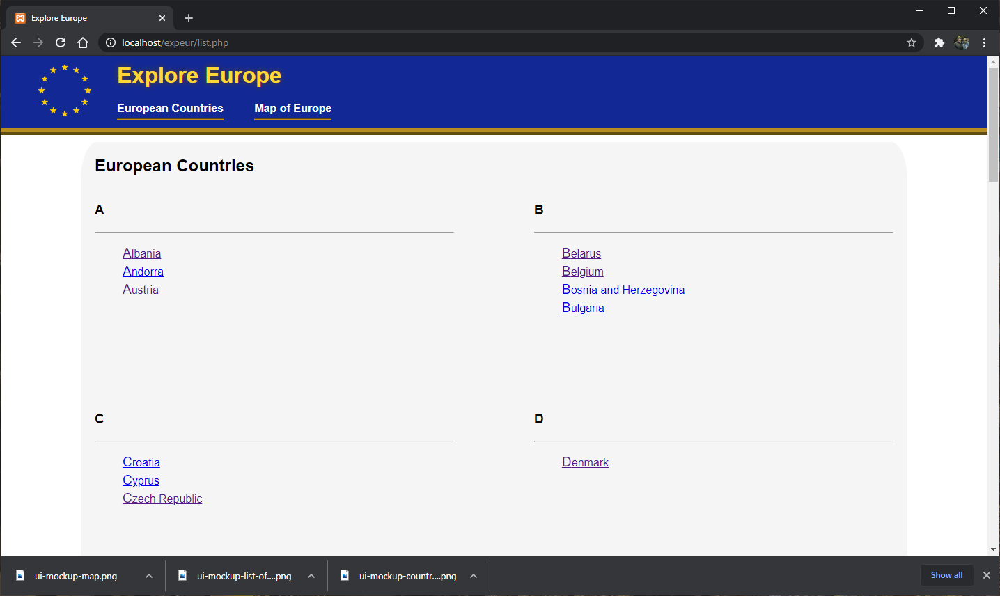 Explore Europe
localhost/expeur/list.php
Explore Europe
European Countries Map of Europe
European Countries
A
Albania
Andorra
Austria
B
Belarus
Belgium
Bosnia and Herzegovina
Bulgaria
C
Croatia
Cyprus
Czech Republic
D
Denmark
ui-mockup-map.png ui-mockup-list-of....png ui-mockup-countr....png Show all